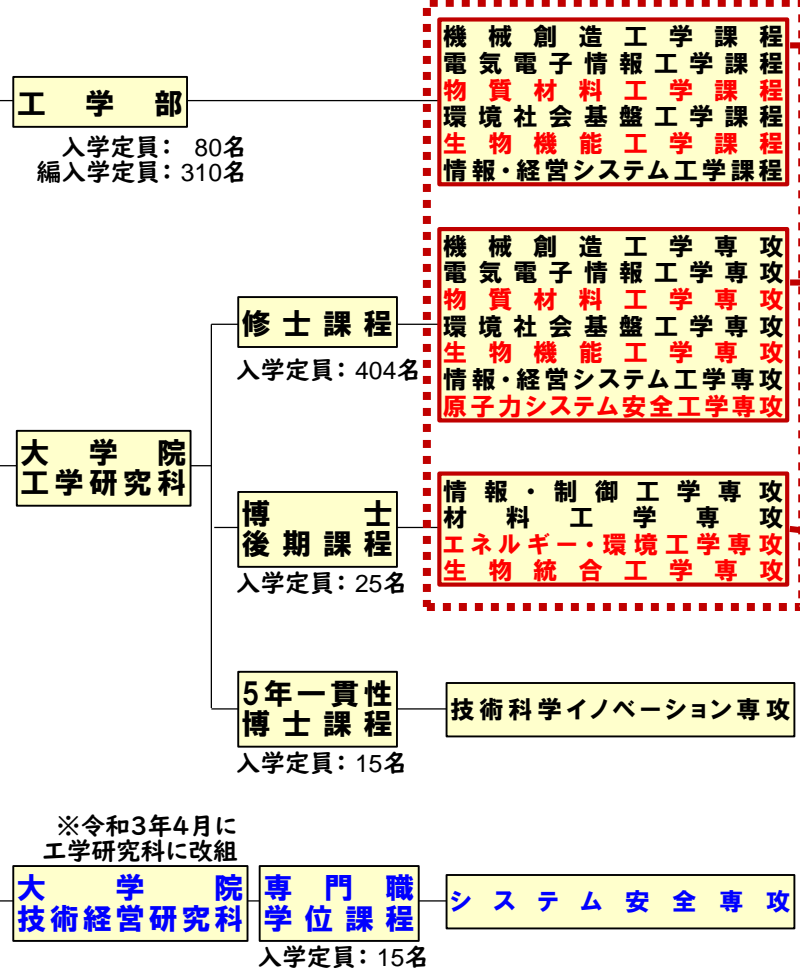 工学部
入学定員： 80名
編入学定員：310名
機械創造工学課程
電気電子情報工学課程
物質材料工学課程
環境社会基盤工学課程
生物機能工学課程
情報・経営システム工学課程
大学院
工学研究科
修士課程
入学定員：404名
機械創造工学専攻
電気電子情報工学専攻
物質材料工学専攻
環境社会基盤工学専攻
生物機能工学専攻
情報・経営システム工学専攻
原子力システム安全工学専攻
博士
後期課程
入学定員：25名
情報・制御工学専攻
材料工学専攻
エネルギー・環境工学専攻
生物統合工学専攻
5年一貫性
博士課程
入学定員：15名
技術科学イノベーション専攻
※令和3年4月に
工学研究科に改組
大学院
技術経営研究科
専門職
学位課程
入学定員：15名
システム安全専攻